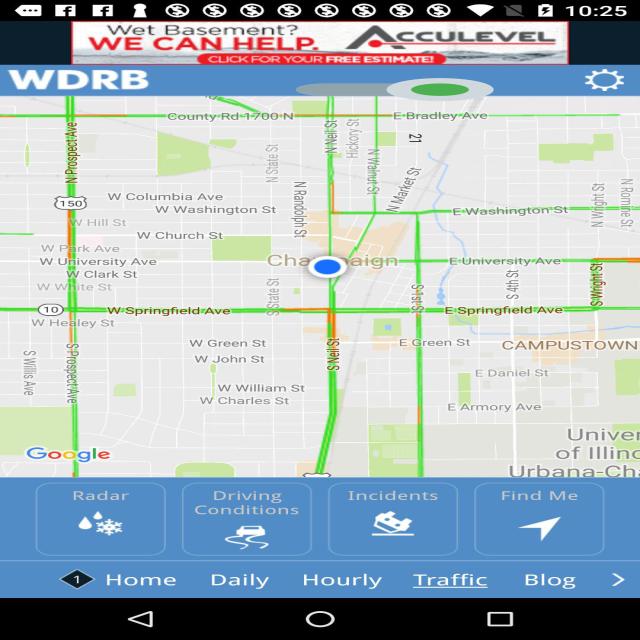 10:25
Wet Basement?
WE CAN HELP.
ACCULEVEL
CLICK FOR YOUR FREE ESTIMATE!
WDRB
County Rd 1700 N
E Bradley Ave
N Prospect Ave
N State St
N Neil St
Hickory St
N Walnut St
21
N Market St
N Randolph St
N Wright St
N Romine St
W Columbia Ave
150
W Washington St
E Washington St
W Hill St
W Church St
W Park Ave
W University Ave
Champaign
E University Ave
W Clark St
W White St
S State St
S 4th St
S Wright St
10
W Springfield Ave
E Springfield Ave
W Healey St
W Green St
E Green St
CAMPUSTOWN
S Willis Ave
S Prospect Ave
S Neil St
W John St
E Daniel St
W William St
W Charles St
E Armory Ave
Google
Univer
of Illino
Urbana-Cha
Radar
Driving Conditions
Incidents
Find Me
1
Home
Daily
Hourly
Traffic
Blog